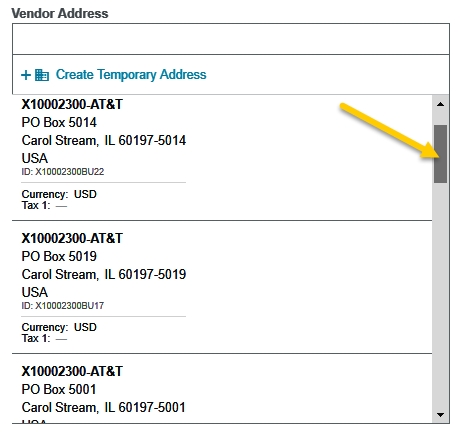 Vendor Address
+ Create Temporary Address
X10002300-AT&T
PO Box 5014
Carol Stream, IL 60197-5014
USA
ID: X10002300BU22
Currency: USD
Tax 1: —
X10002300-AT&T
PO Box 5019
Carol Stream, IL 60197-5019
USA
ID: X10002300BU17
Currency: USD
Tax 1: —
X10002300-AT&T
PO Box 5001
Carol Stream, IL 60197-5001
USA